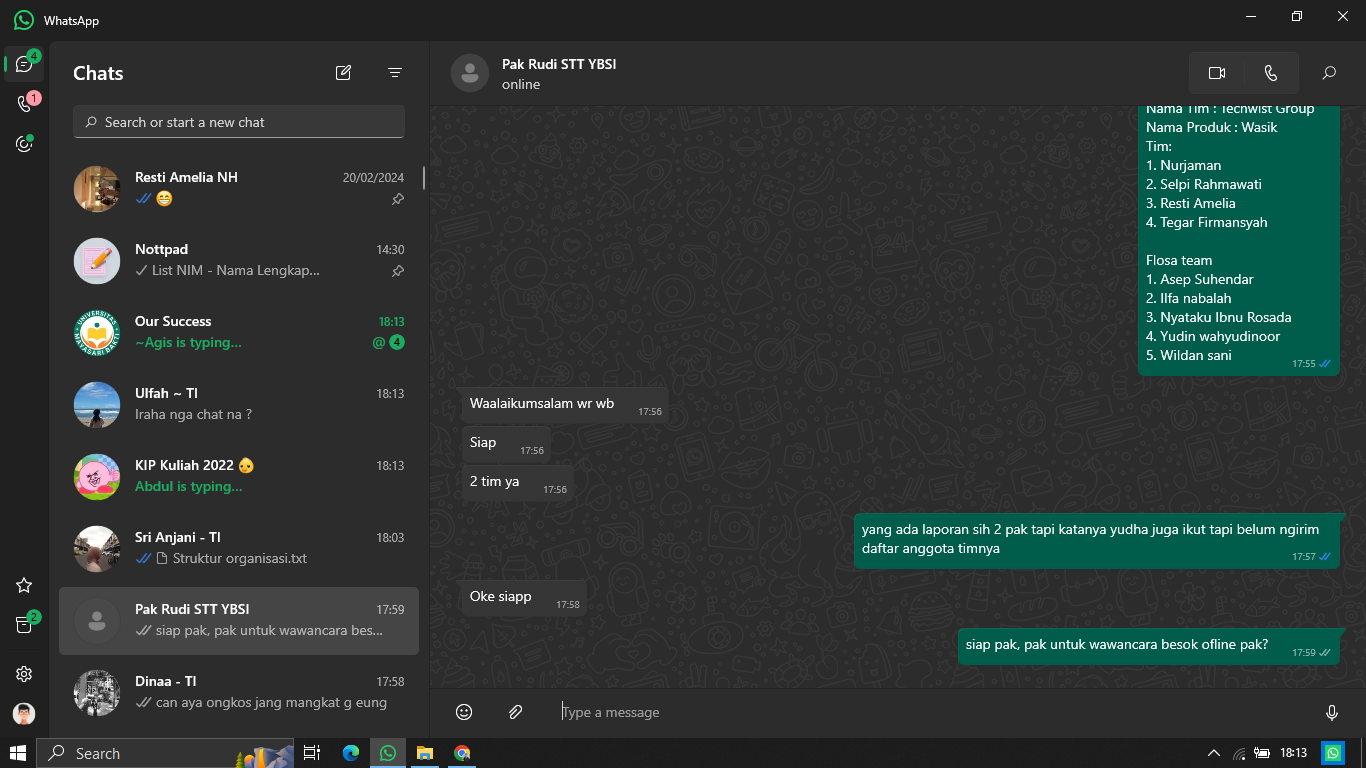 WhatsApp
4
1
Chats
Search or start a new chat
Resti Amelia NH
20/02/2024
Nottpad
14:30
List NIM - Nama Lengkap...
UNIVERSITAS
MAYASARI BAKTI
Our Success
18:13
~Agis is typing...
@ 4
Ulfah ~ TI
18:13
Iraha nga chat na ?
KIP Kuliah 2022
18:13
Abdul is typing...
Sri Anjani - TI
18:03
Struktur organisasi.txt
Pak Rudi STT YBSI
17:59
siap pak, pak untuk wawancara bes...
2
Dinaa - TI
17:58
can aya ongkos jang mangkat g eung
Pak Rudi STT YBSI
online
Nama Tim : Techwist Group
Nama Produk : Wasik
Tim:
1. Nurjaman
2. Selpi Rahmawati
3. Resti Amelia
4. Tegar Firmansyah
Flosa team
1. Asep Suhendar
2. Ilfa nabalah
3. Nyataku Ibnu Rosada
4. Yudin wahyudinoor
5. Wildan sani
17:55
Waalaikumsalam wr wb
17:56
Siap
17:56
2 tim ya
17:56
yang ada laporan sih 2 pak tapi katanya yudha juga ikut tapi belum ngirim
daftar anggota timnya
17:57
Oke siapp
17:58
siap pak, pak untuk wawancara besok ofline pak?
17:59
Type a message
Search
18:13